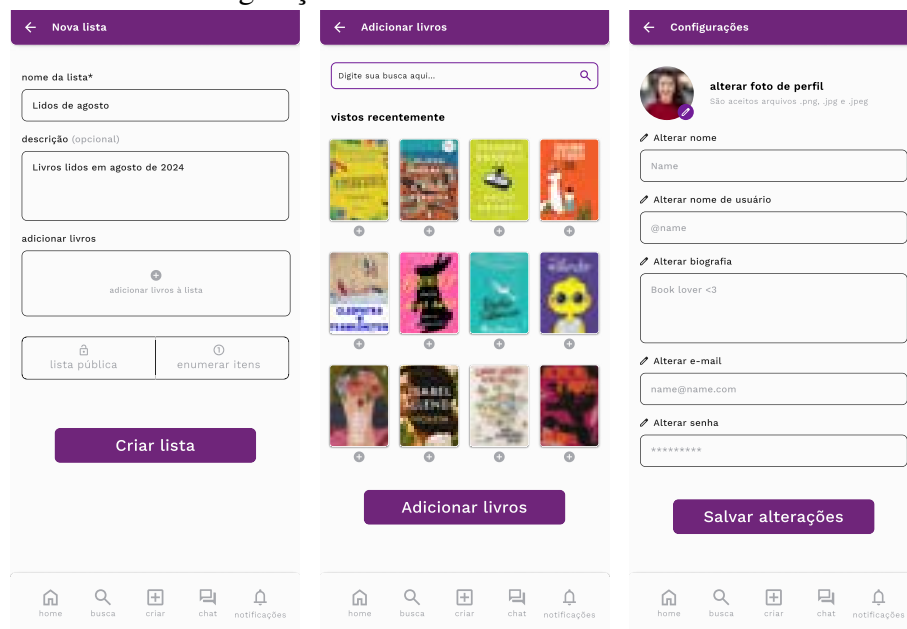 Nova lista
nome da lista*
Lidos de agosto
descrição (opcional)
Livros lidos em agosto de 2024
adicionar livros
adicionar livros à lista
lista pública
enumerar itens
Criar lista
home
busca
criar
chat
notificações
Adicionar livros
Digite sua busca aqui...
vistos recentemente
CLEÓPATRA
E
FRANKENSTEIN
ISABEL
ALLENDE
Adicionar livros
home
busca
criar
chat
notificações
Configurações
alterar foto de perfil
São aceitos arquivos .png, .jpg e .jpeg
Alterar nome
Name
Alterar nome de usuário
@name
Alterar biografia
Book lover <3
Alterar e-mail
name@name.com
Alterar senha
*********
Salvar alterações
home
busca
criar
chat
notificações